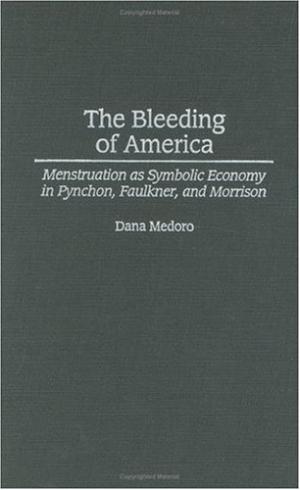 The Bleeding
of America
Menstruation as Symbolic Economy
in Pynchon, Faulkner, and Morrison
Dana Medoro